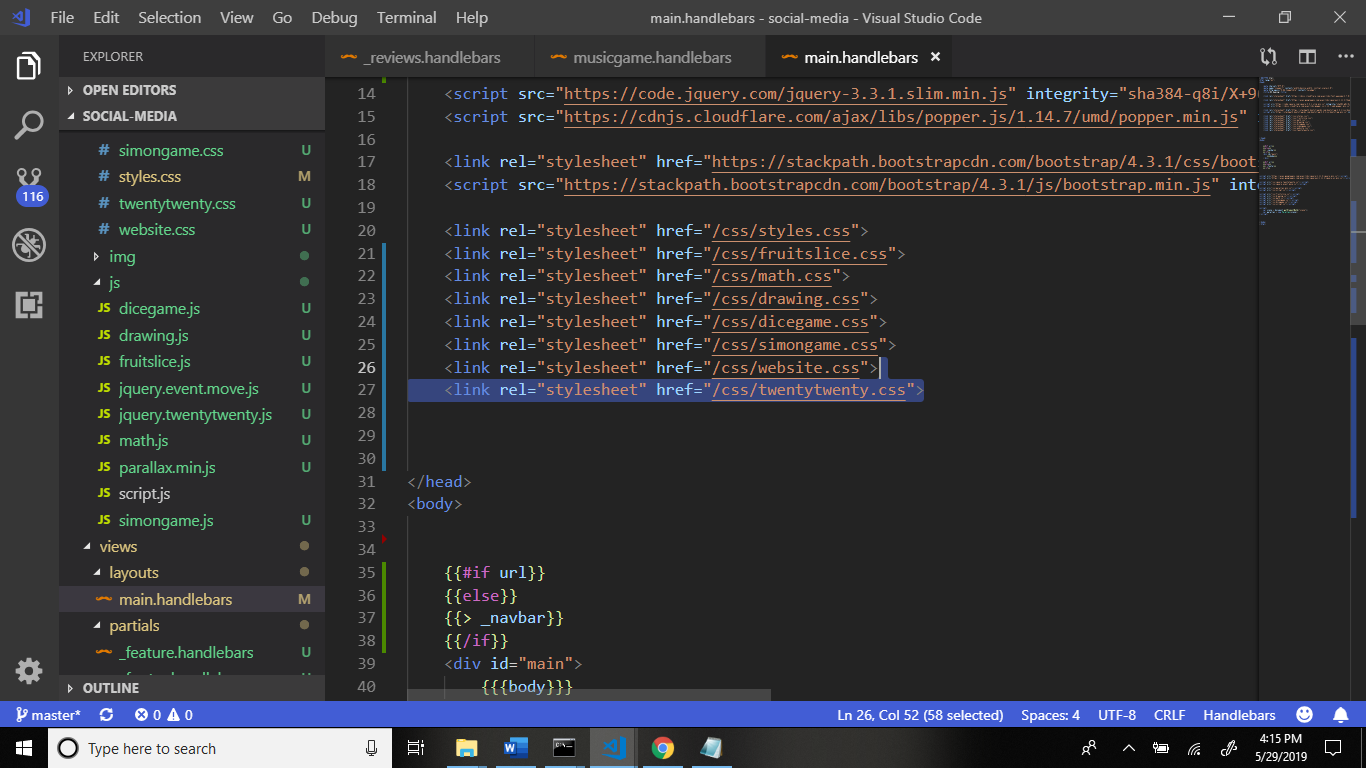 File Edit Selection View Go Debug Terminal Help main.handlebars - social-media - Visual Studio Code
EXPLORER
OPEN EDITORS
SOCIAL-MEDIA
# simongame.css U
# styles.css M
# twentytwenty.css U
# website.css U
img
js
JS dicegame.js U
JS drawing.js U
JS fruitslice.js U
JS jquery.event.move.js U
JS jquery.twentytwenty.js U
JS math.js U
JS parallax.min.js U
JS script.js
JS simongame.js U
views
layouts
main.handlebars M
partials
_feature.handlebars U
OUTLINE
116
_reviews.handlebars musicgame.handlebars main.handlebars
14 <script src="https://code.jquery.com/jquery-3.3.1.slim.min.js" integrity="sha384-q8i/X+9
15 <script src="https://cdnjs.cloudflare.com/ajax/libs/popper.js/1.14.7/umd/popper.min.js"
16
17 <link rel="stylesheet" href="https://stackpath.bootstrapcdn.com/bootstrap/4.3.1/css/boot
18 <script src="https://stackpath.bootstrapcdn.com/bootstrap/4.3.1/js/bootstrap.min.js" inte
19
20 <link rel="stylesheet" href="/css/styles.css">
21 <link rel="stylesheet" href="/css/fruitslice.css">
22 <link rel="stylesheet" href="/css/math.css">
23 <link rel="stylesheet" href="/css/drawing.css">
24 <link rel="stylesheet" href="/css/dicegame.css">
25 <link rel="stylesheet" href="/css/simongame.css">
26 <link rel="stylesheet" href="/css/website.css">
27 <link rel="stylesheet" href="/css/twentytwenty.css">
28
29
30
31 </head>
32 <body>
33
34
35 {{#if url}}
36 {{else}}
37 {{> _navbar}}
38 {{/if}}
39 <div id="main">
40 {{{body}}}
master* 0 0 Ln 26, Col 52 (58 selected) Spaces: 4 UTF-8 CRLF Handlebars
Type here to search
4:15 PM
5/29/2019